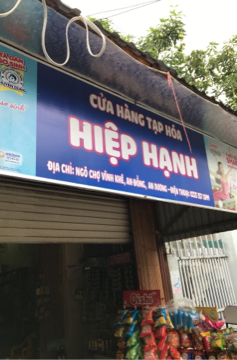 CỬA HÀNG TẠP HÓA
HIỆP HẠNH
ĐỊA CHỈ: NGÕ CHỢ VĨNH KHÊ, AN ĐỒNG, AN DƯƠNG - ĐIỆN THOẠI: